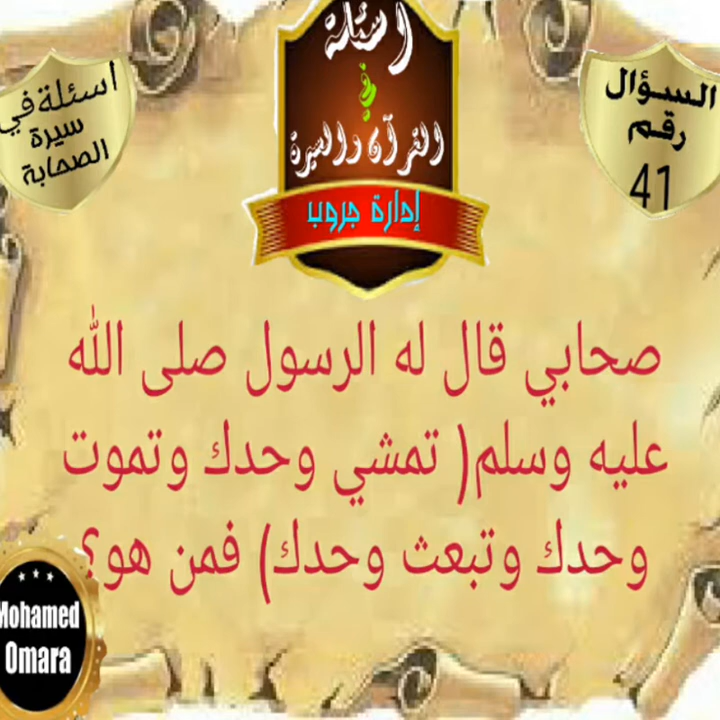 اسئلة
في
القرآن والسيرة
إدارة جروب
السؤال
رقم
41
اسئلة في
سيرة
الصحابة
صحابي قال له الرسول صلى الله
عليه وسلم( تمشي وحدك وتموت
وحدك وتبعث وحدك) فمن هو؟
Mohamed
Omara